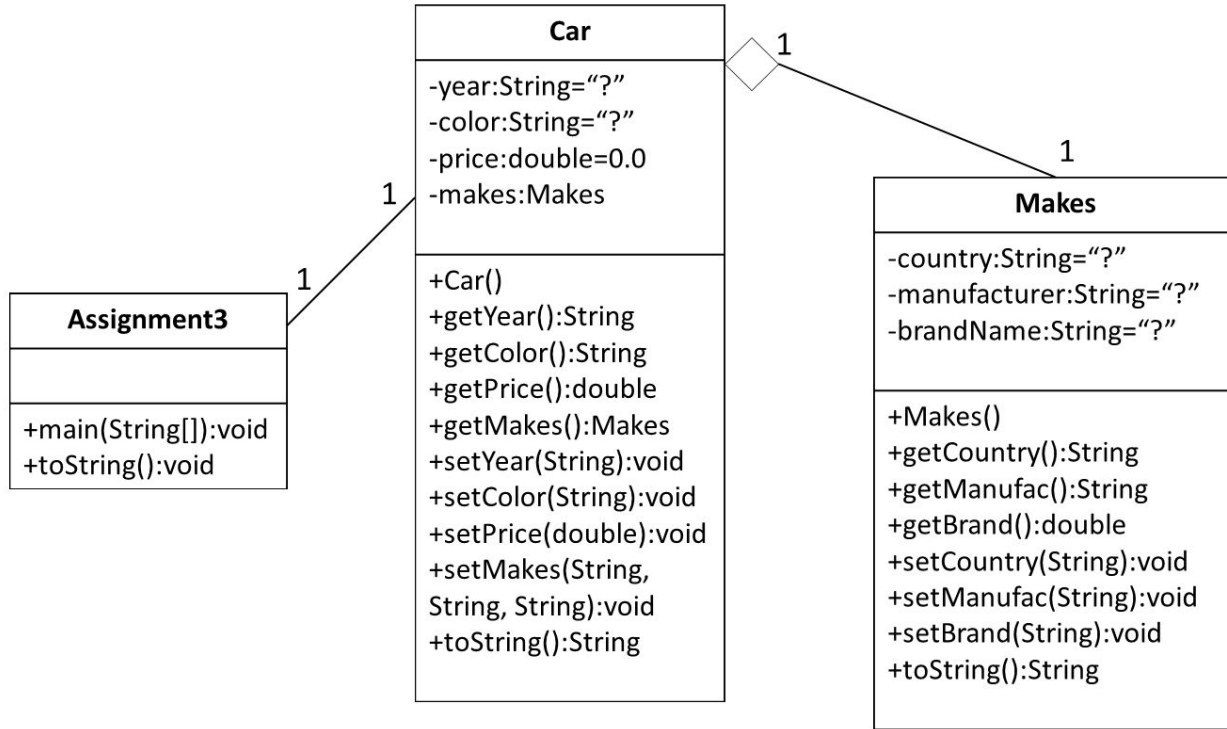 Car
-year:String=“?”
-color:String=“?”
-price:double=0.0
-makes:Makes
+Car()
+getYear():String
+getColor():String
+getPrice():double
+getMakes():Makes
+setYear(String):void
+setColor(String):void
+setPrice(double):void
+setMakes(String,
String, String):void
+toString():String
1
1
Makes
-country:String=“?”
-manufacturer:String=“?”
-brandName:String=“?”
+Makes()
+getCountry():String
+getManufac():String
+getBrand():double
+setCountry(String):void
+setManufac(String):void
+setBrand(String):void
+toString():String
1
1
Assignment3
+main(String[]):void
+toString():void